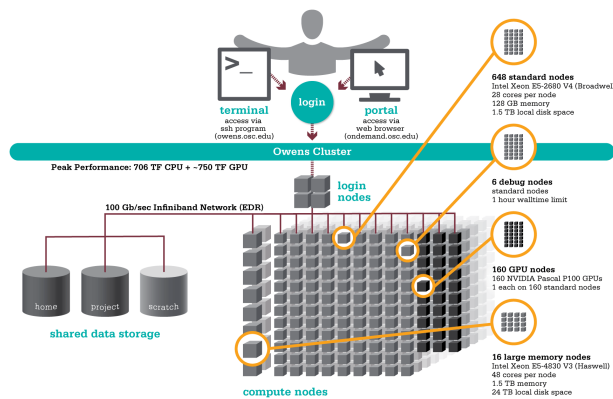 >_
login
terminal
access via
ssh program
(owens.osc.edu)
portal
access via
web browser
(ondemand.osc.edu)
Owens Cluster
Peak Performance: 706 TF CPU + ~750 TF GPU
login
nodes
100 Gb/sec Infiniband Network (EDR)
home
project
scratch
shared data storage
compute nodes
648 standard nodes
Intel Xeon E5-2680 V4 (Broadwel
28 cores per node
128 GB memory
1.5 TB local disk space
6 debug nodes
standard nodes
1 hour walltime limit
160 GPU nodes
160 NVIDIA Pascal P100 GPUs
1 each on 160 standard nodes
16 large memory nodes
Intel Xeon E5-4830 V3 (Haswell)
48 cores per node
1.5 TB memory
24 TB local disk space